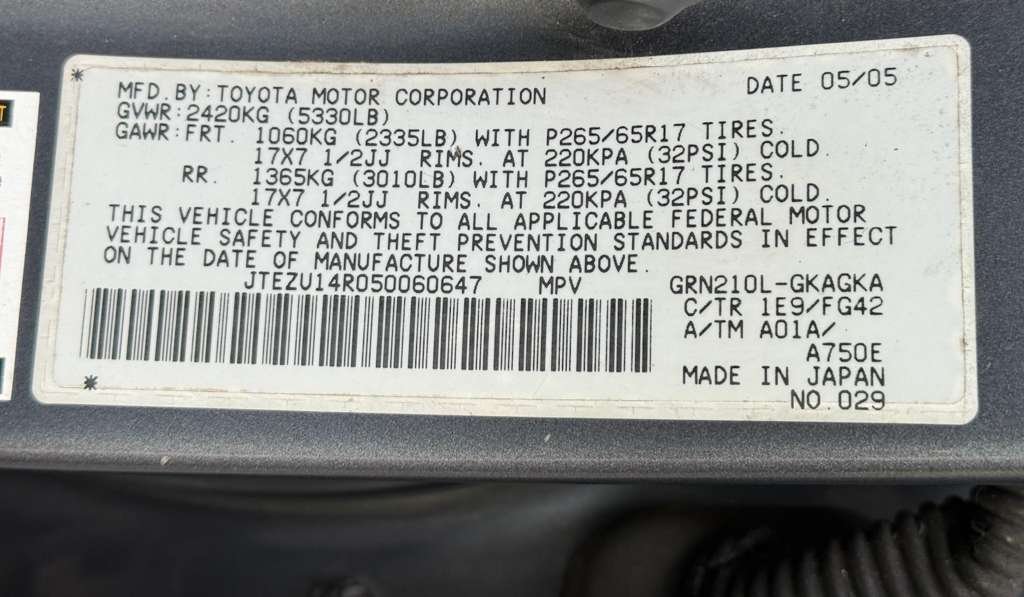 MFD.BY:TOYOTA MOTOR CORPORATION DATE 05/05
GVWR:2420KG (5330LB)
GAWR:FRT. 1060KG (2335LB) WITH P265/65R17 TIRES.
17X7 1/2JJ RIMS. AT 220KPA (32PSI) COLD.
RR. 1365KG (3010LB) WITH P265/65R17 TIRES.
17X7 1/2JJ RIMS. AT 220KPA (32PSI) COLD.
THIS VEHICLE CONFORMS TO ALL APPLICABLE FEDERAL MOTOR
VEHICLE SAFETY AND THEFT PREVENTION STANDARDS IN EFFECT
ON THE DATE OF MANUFACTURE SHOWN ABOVE.
JTEZU14R050060647 MPV GRN210L-GKAGKA
C/TR 1E9/FG42
A/TM A01A/
A750E
MADE IN JAPAN
NO.029